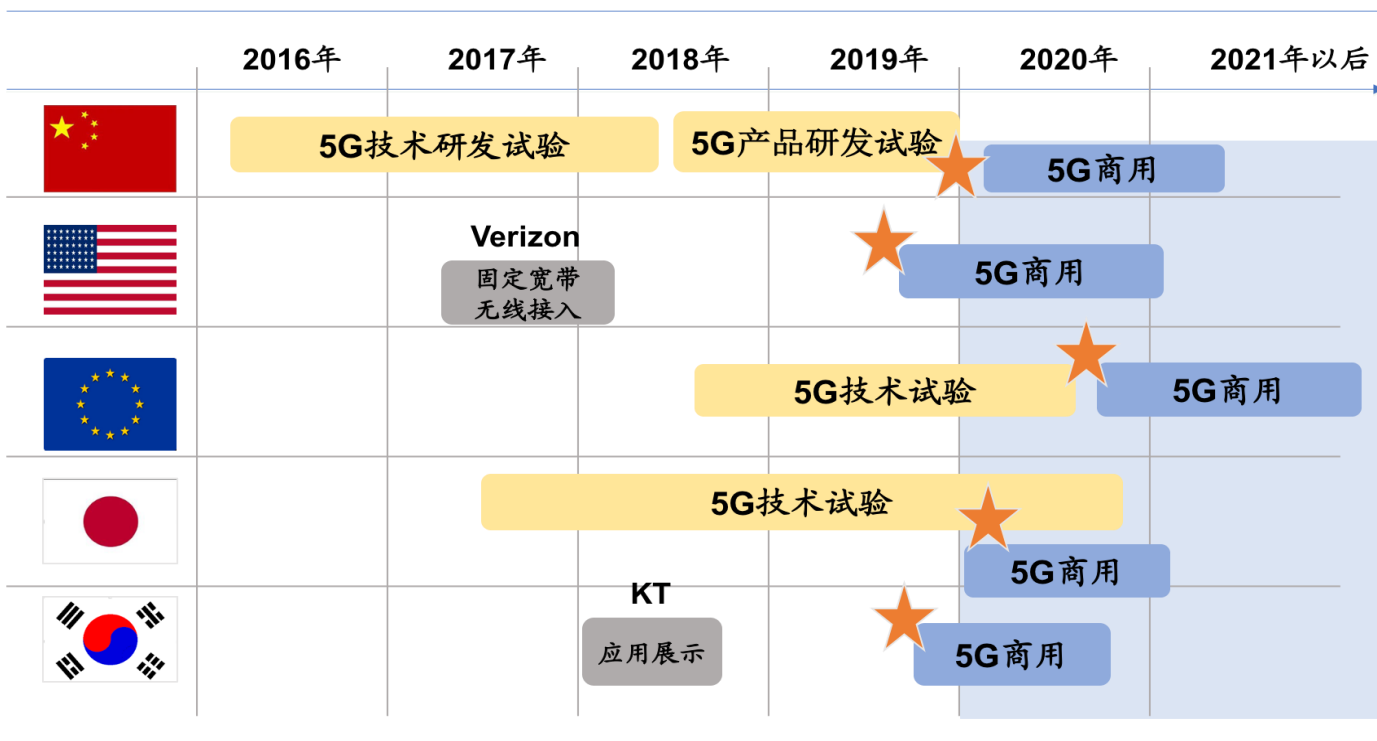 2016年 2017年 2018年 2019年 2020年 2021年以后
5G技术研发试验
5G产品研发试验
5G商用
Verizon
固定宽带
无线接入
5G商用
5G技术试验
5G商用
5G技术试验
5G商用
KT
应用展示
5G商用